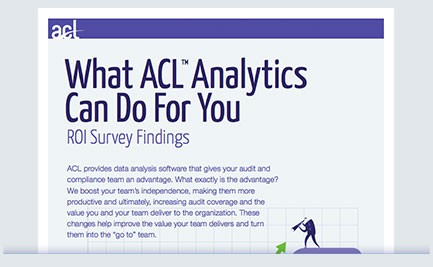 acl
What ACL™ Analytics
Can Do For You
ROI Survey Findings
ACL provides data analysis software that gives your audit and
compliance team an advantage. What exactly is the advantage?
We boost your team's independence, making them more
productive and ultimately, increasing audit coverage and the
value you and your team deliver to the organization. These
changes help improve the value your team delivers and turn
them into the "go to" team.